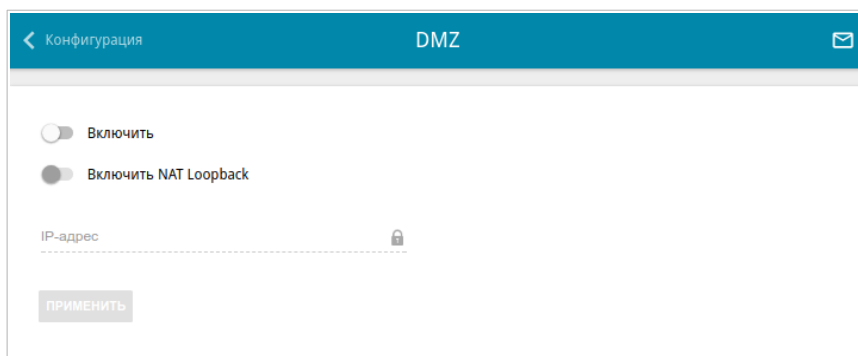 Конфигурация DMZ
Включить
Включить NAT Loopback
IP-адрес
ПРИМЕНИТЬ